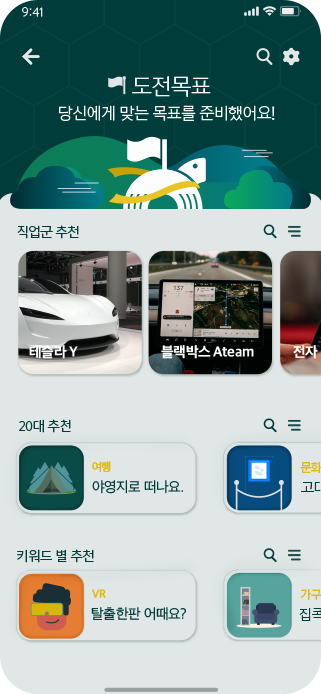 9:41
도전목표
당신에게 맞는 목표를 준비했어요!
직업군 추천
테슬라 Y
블랙박스 Ateam
전자
20대 추천
여행
야영지로 떠나요.
문화
고대
키워드 별 추천
VR
탈출한판 어때요?
가구
집콕